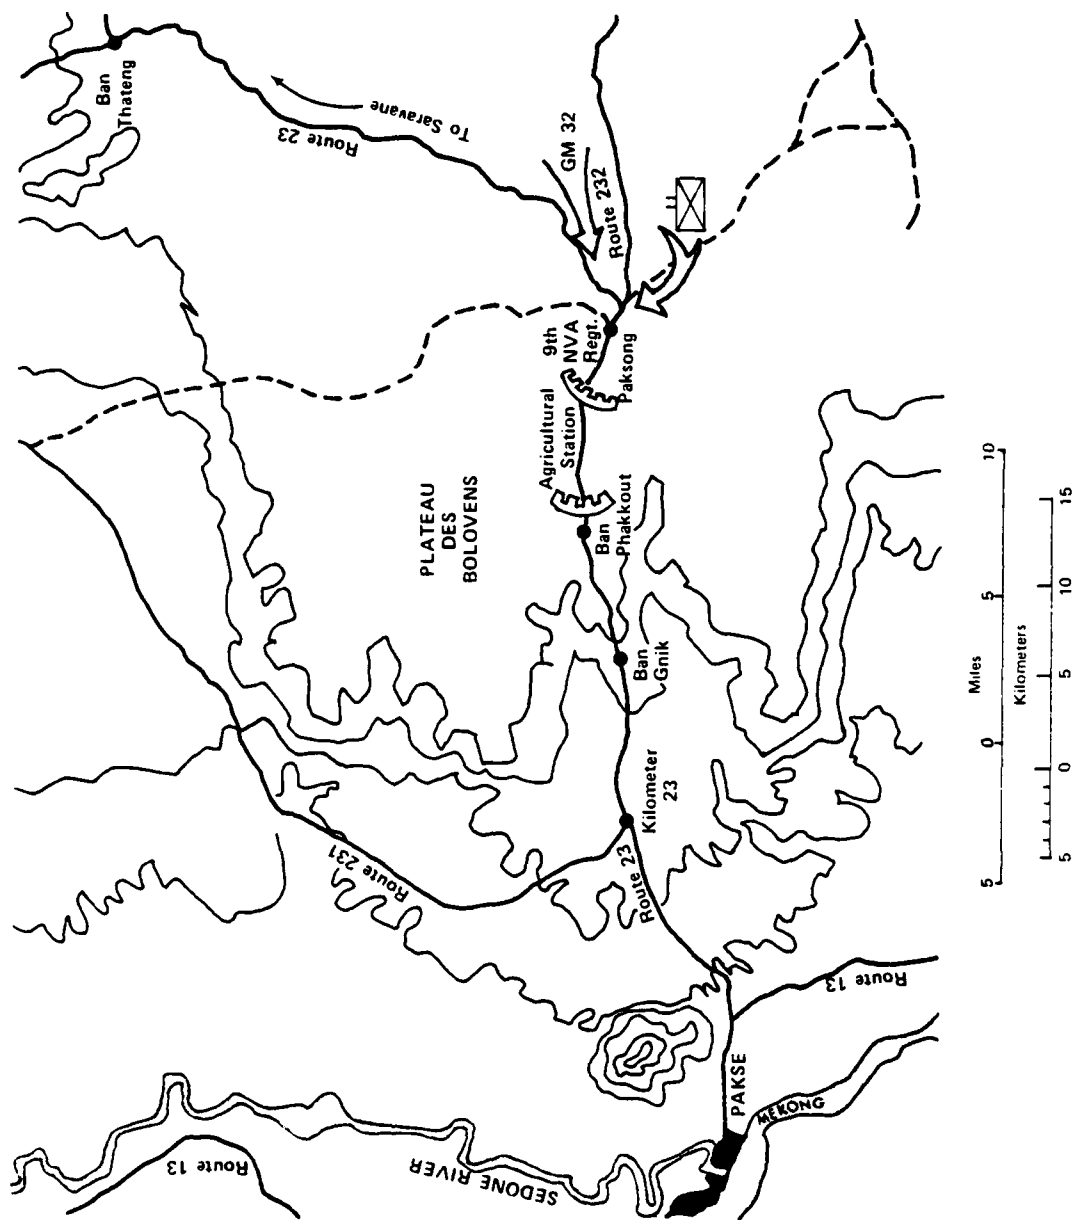 Ban
Thateng
To Saravane
Route 23
GM 32
Route 232
9th
NVA
Regt.
Paksong
Agricultural
Station
PLATEAU
DES
BOLOVENS
Ban
Phakkout
Ban
Gnik
Kilometer
23
Route 23
Route 231
Route 13
PAKSE
MEKONG
SEDONE RIVER
Route 13
Miles
5 0 5 10
Kilometers
5 0 5 10 15